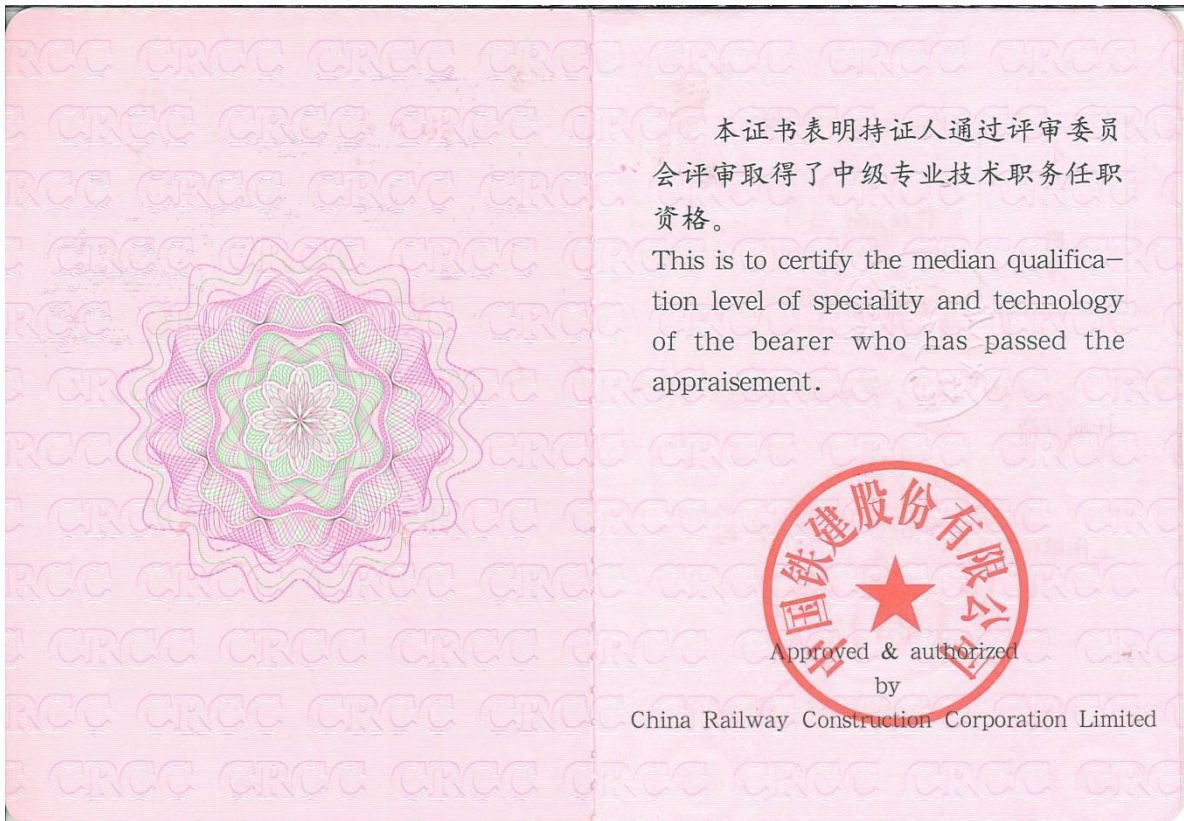 本证书表明持证人通过评审委员
会评审取得了中级专业技术职务任职
资格。
This is to certify the median qualifica-
tion level of speciality and technology
of the bearer who has passed the
appraisement.
中国铁建股份有限公司
Approved & authorized
by
China Railway Construction Corporation Limited
CRCC